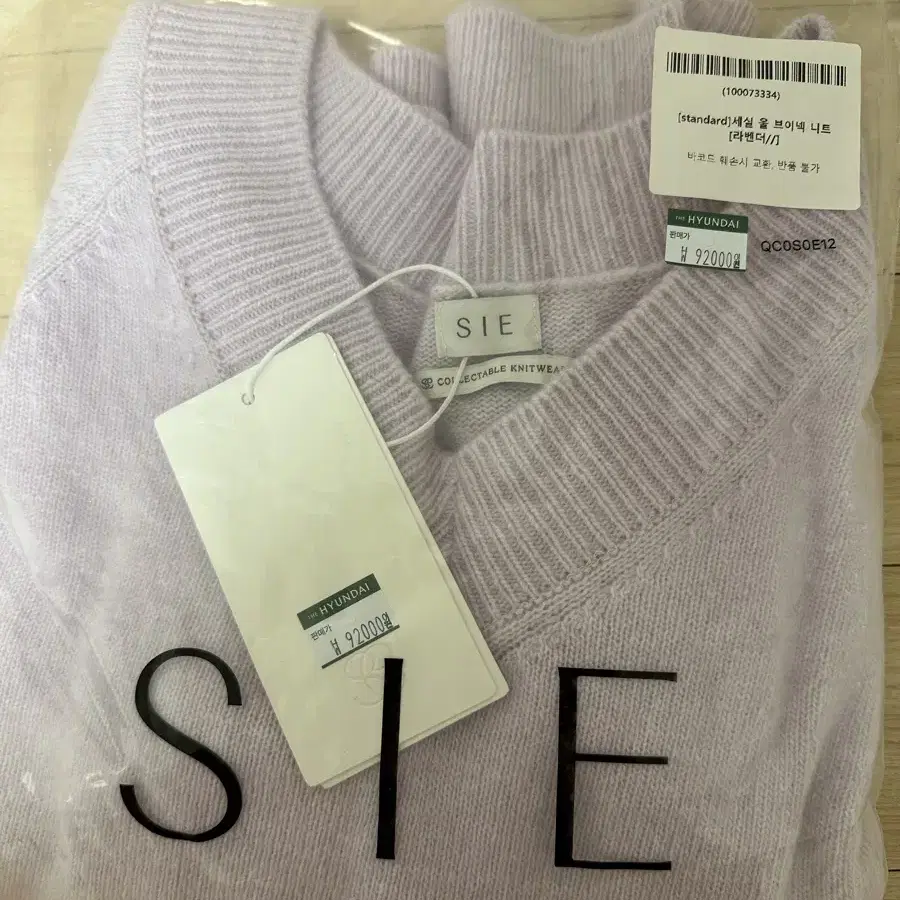 (100073334)
[standard]세실 울 브이넥 니트
[라벤더//]
바코드 훼손시 교환, 반품 불가
THE HYUNDAI
판매가
₩ 92000원
QC0S0E12
SIE
COLLECTABLE KNITWEAR
THE HYUNDAI
판매가
₩ 92000원
SIE